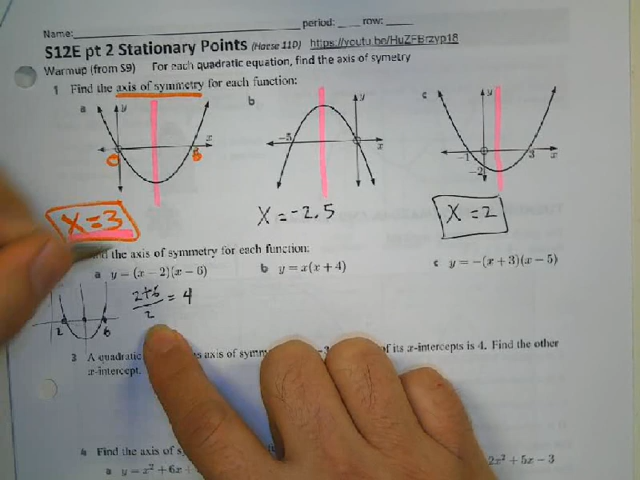 Name: period: row:
S12E pt 2 Stationary Points (Haese 11D) https://youtu.be/HuZFBrzyp18
Warmup (from S9) For each quadratic equation, find the axis of symetry
1 Find the axis of symmetry for each function:
a y x 0 6
b y -5 x
c y -1 3 -2 x
X = 3
X = -2.5
X = 2
the axis of symmetry for each function:
a y = (x − 2)(x − 6)
b y = x(x + 4)
c y = −(x + 3)(x − 5)
2 6
2+6 / 2 = 4
3 A quadratic axis of of its x-intercepts is 4. Find the other
x-intercept.
4 Find the axis of
a y = x² + 6x
2x² + 5x − 3